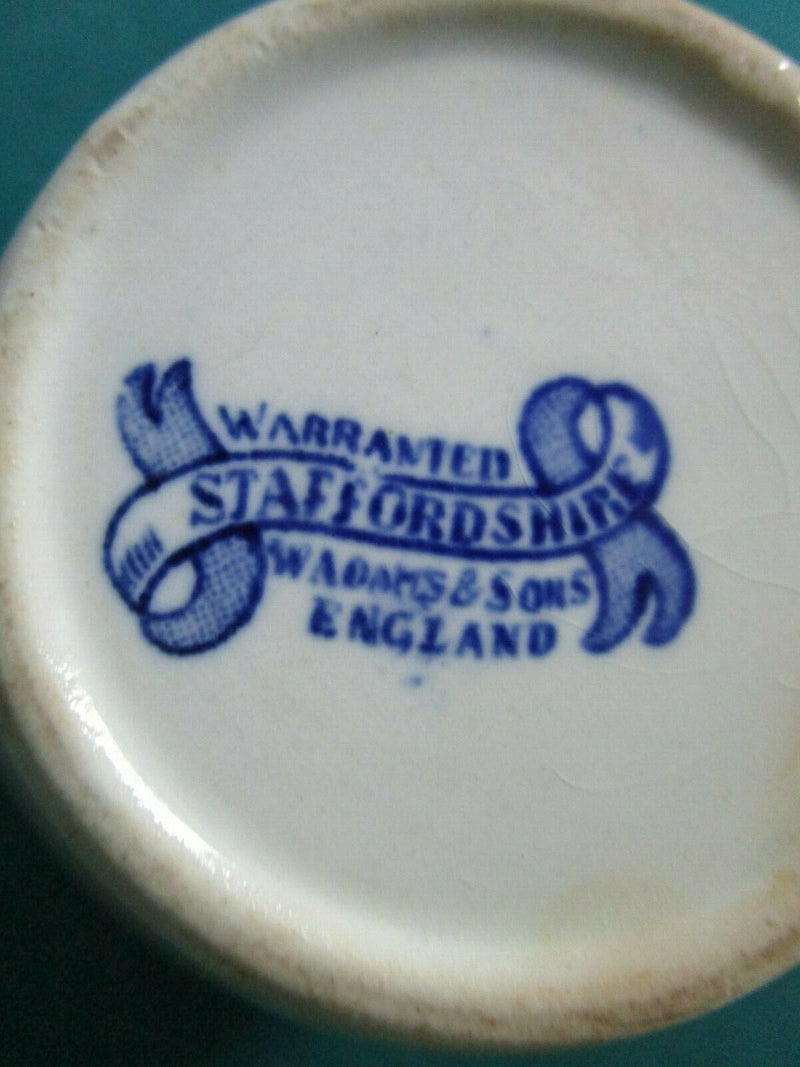 WARRANTED
STAFFORDSHIRE
W ADAMS & SONS
ENGLAND